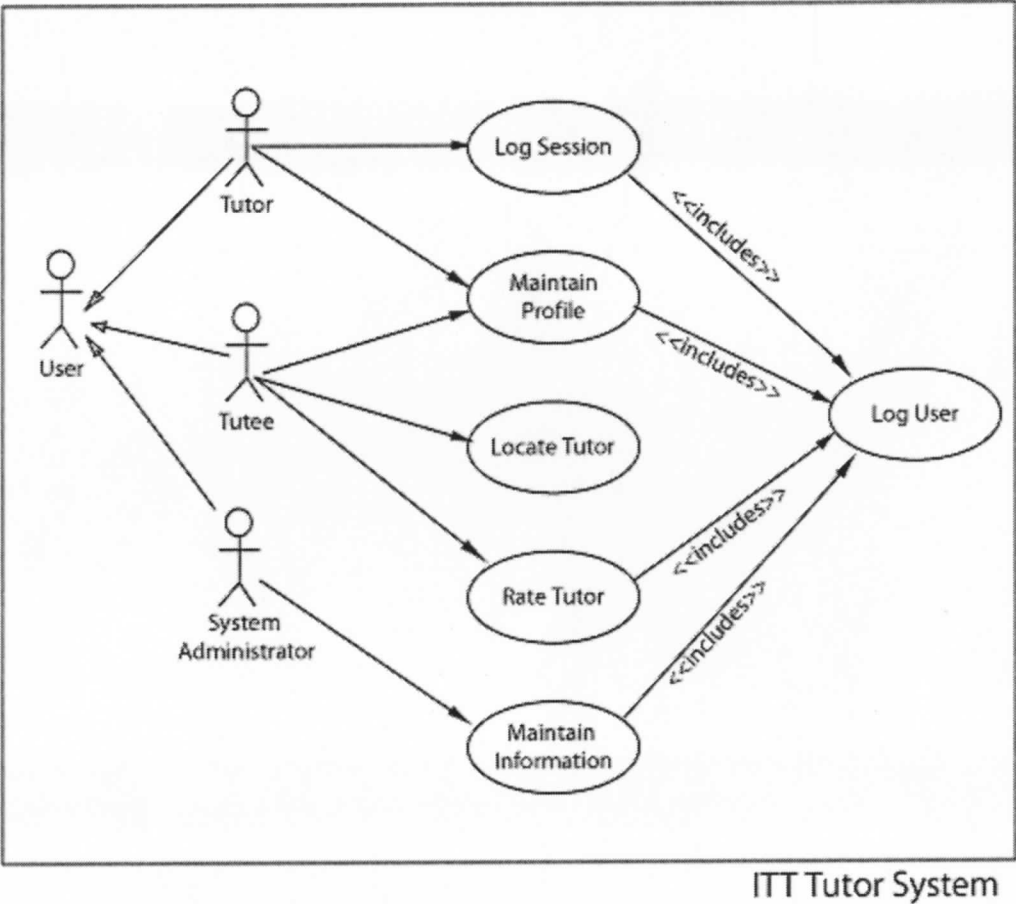 Log Session
Tutor
<<includes>>
Maintain
Profile
User
<<includes>>
Tutee
Log User
Locate Tutor
<<includes>>
Rate Tutor
System
Administrator
<<includes>>
Maintain
Information
ITT Tutor System